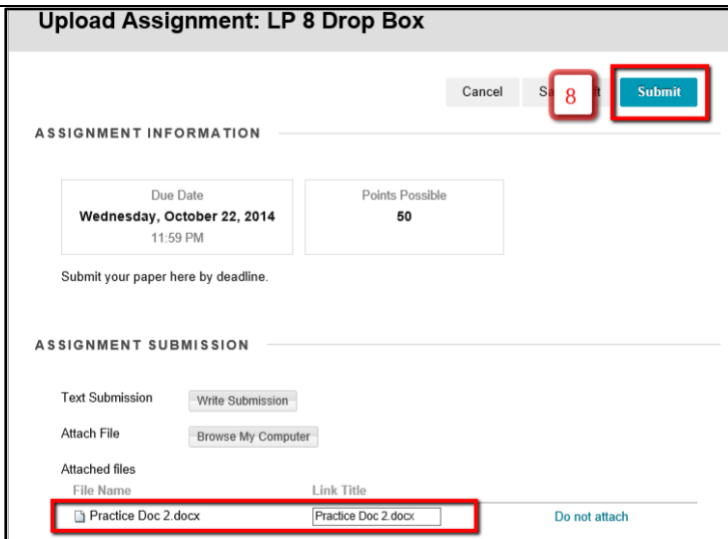 Upload Assignment: LP 8 Drop Box
Cancel 8 Submit
ASSIGNMENT INFORMATION
Due Date Points Possible
Wednesday, October 22, 2014 50
11:59 PM
Submit your paper here by deadline.
ASSIGNMENT SUBMISSION
Text Submission Write Submission
Attach File Browse My Computer
Attached files
File Name Link Title
Practice Doc 2.docx Practice Doc 2.docx Do not attach